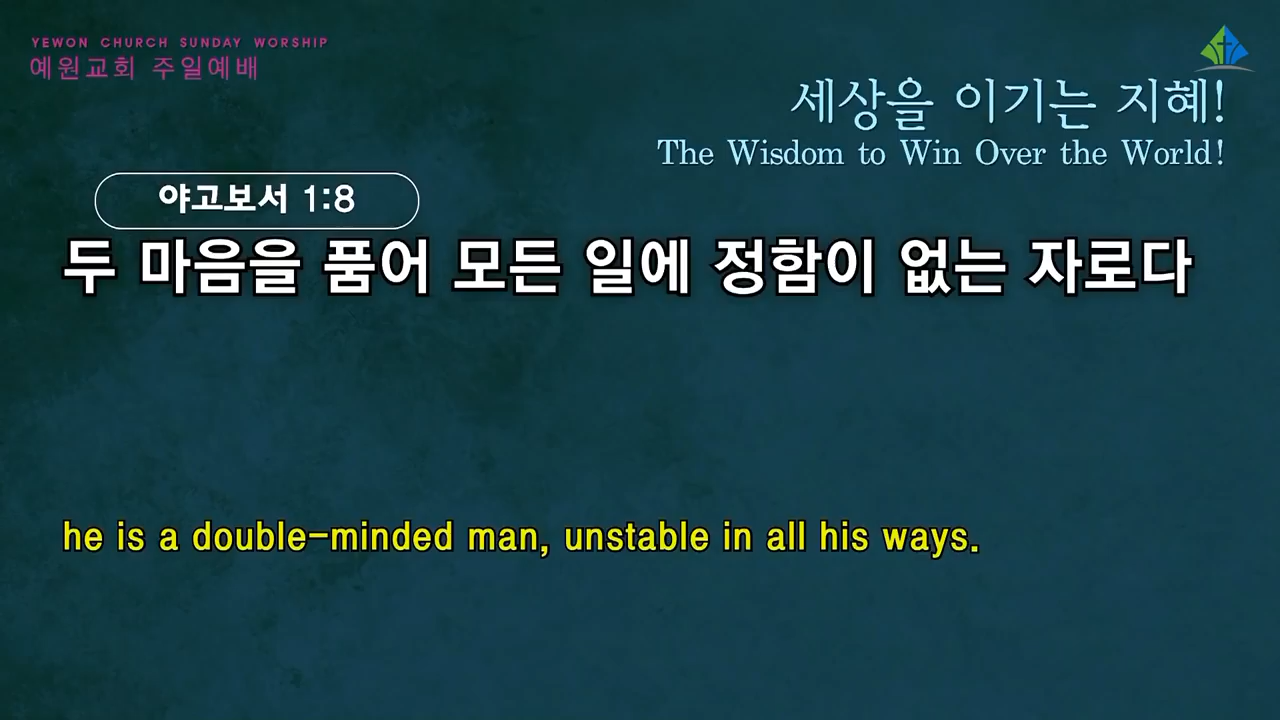 YEWON CHURCH SUNDAY WORSHIP
예원교회 주일예배
세상을 이기는 지혜!
The Wisdom to Win Over the World!
야고보서 1:8
두 마음을 품어 모든 일에 정함이 없는 자로다
he is a double-minded man, unstable in all his ways.